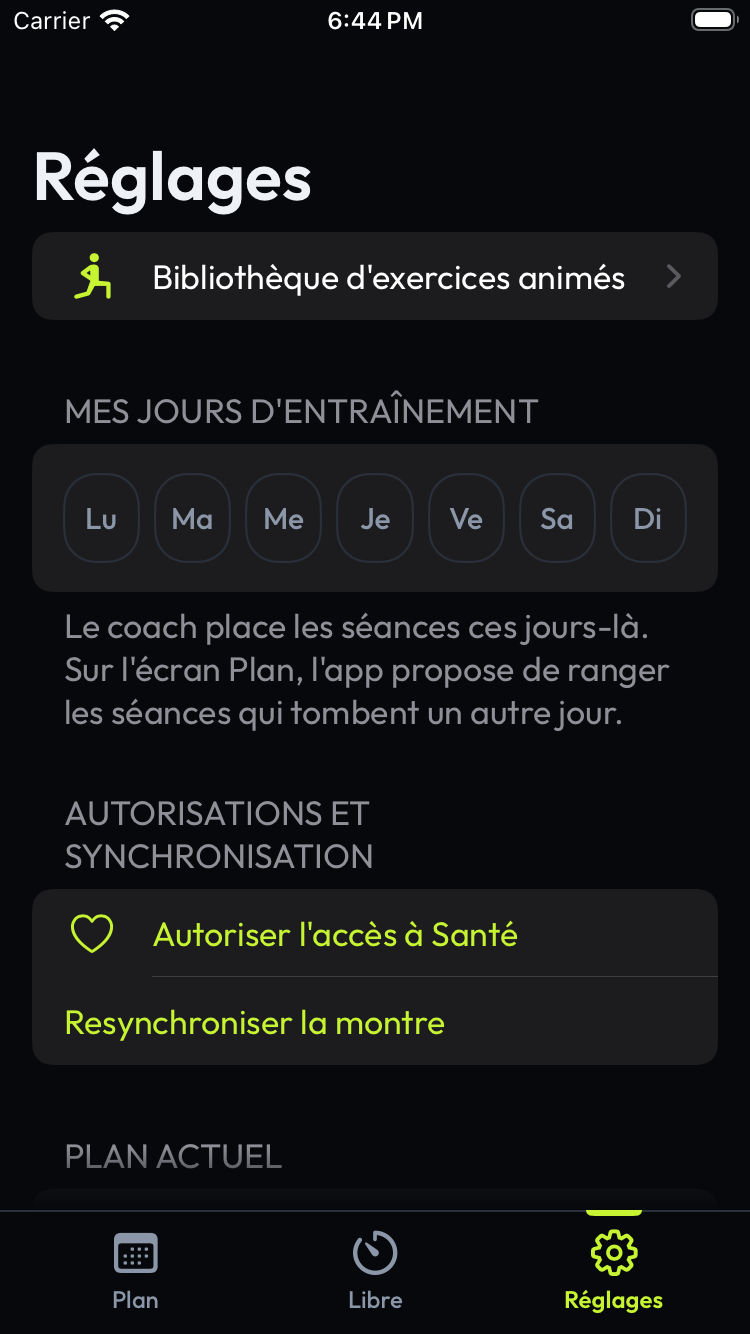 Carrier 6:44 PM
Réglages
Bibliothèque d'exercices animés
MES JOURS D'ENTRAÎNEMENT
Lu Ma Me Je Ve Sa Di
Le coach place les séances ces jours-là.
Sur l'écran Plan, l'app propose de ranger
les séances qui tombent un autre jour.
AUTORISATIONS ET
SYNCHRONISATION
Autoriser l'accès à Santé
Resynchroniser la montre
PLAN ACTUEL
Plan Libre Réglages